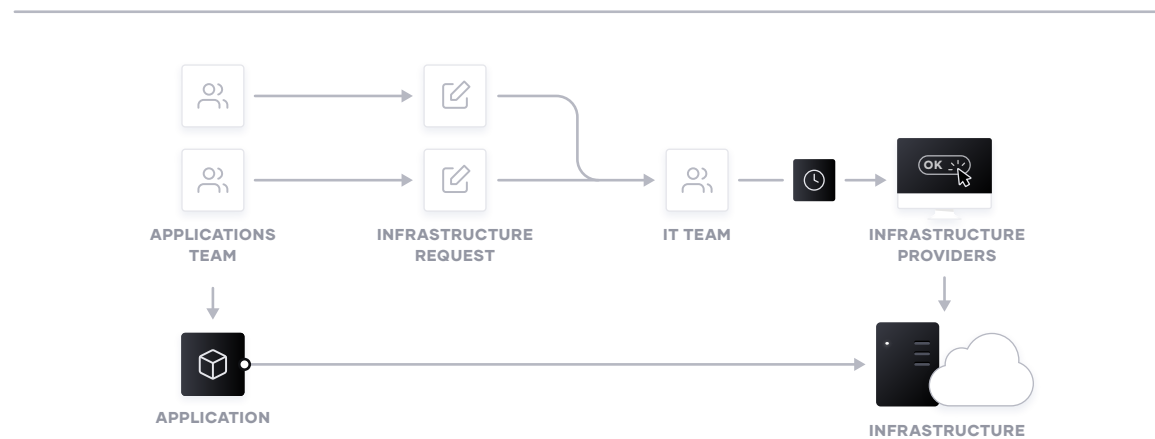 OK
APPLICATIONS
TEAM
INFRASTRUCTURE
REQUEST
IT TEAM
INFRASTRUCTURE
PROVIDERS
APPLICATION
INFRASTRUCTURE